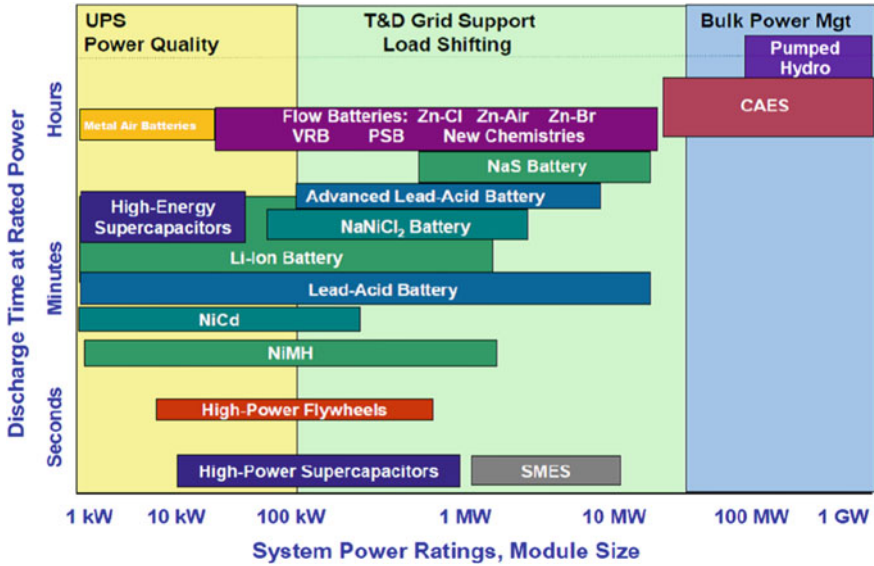 UPS
Power Quality
T&D Grid Support
Load Shifting
Bulk Power Mgt
Pumped
Hydro
CAES
Metal Air Batteries
Flow Batteries: Zn-Cl Zn-Air Zn-Br
VRB PSB New Chemistries
NaS Battery
Advanced Lead-Acid Battery
High-Energy
Supercapacitors
NaNiCl₂ Battery
Li-Ion Battery
Lead-Acid Battery
NiCd
NiMH
High-Power Flywheels
High-Power Supercapacitors
SMES
Discharge Time at Rated Power
Hours
Minutes
Seconds
1 kW 10 kW 100 kW 1 MW 10 MW 100 MW 1 GW
System Power Ratings, Module Size